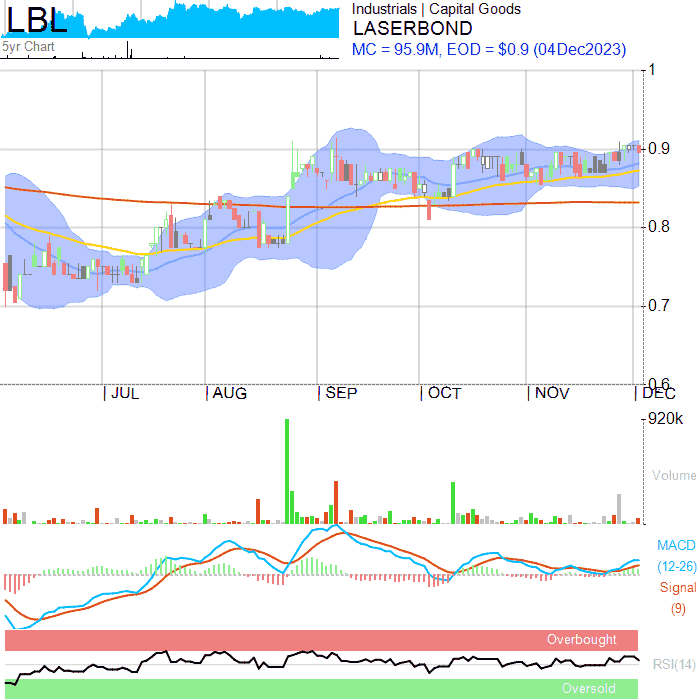 LBL
5yr Chart
Industrials | Capital Goods
LASERBOND
MC = 95.9M, EOD = $0.9 (04Dec2023)
1
0.9
0.8
0.7
0.6
JUL AUG SEP OCT NOV DEC
920k
Volume
MACD
(12-26)
Signal
(9)
Overbought
RSI(14)
Oversold